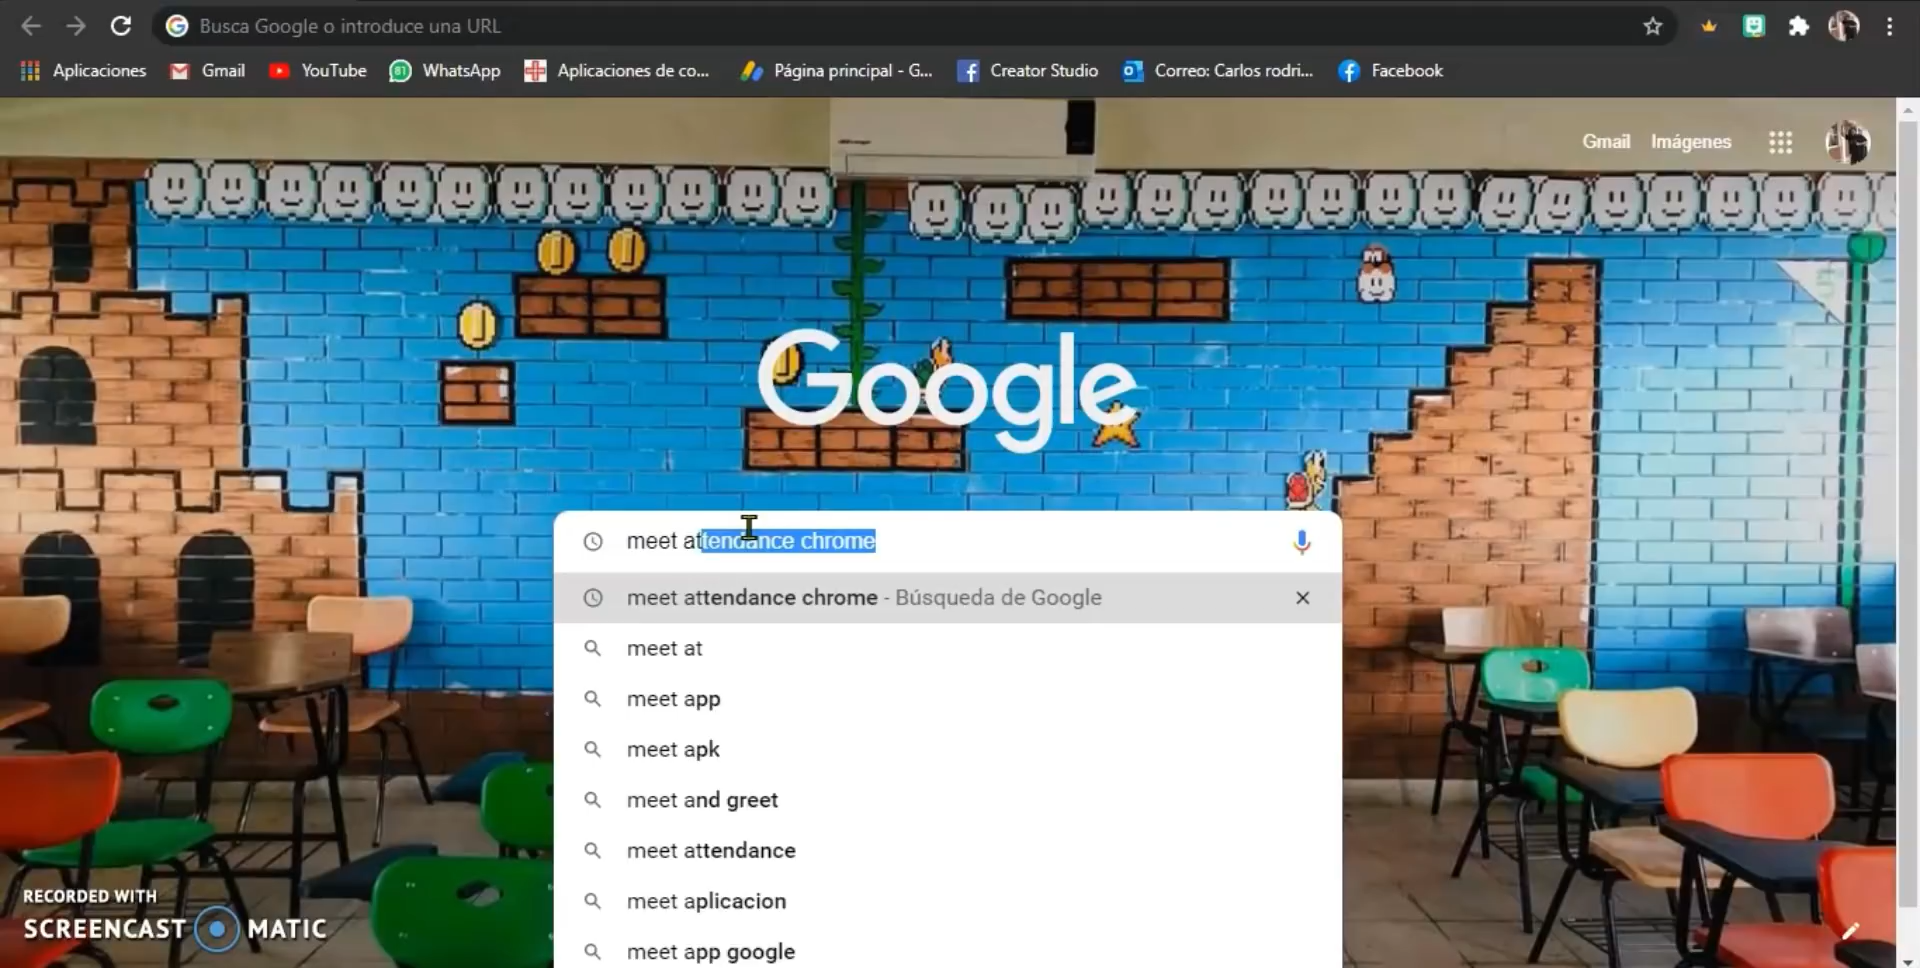 Busca Google o introduce una URL
Aplicaciones
Gmail
YouTube
WhatsApp
Aplicaciones de co...
Página principal - G...
Creator Studio
Correo: Carlos rodri...
Facebook
Gmail
Imágenes
Google
meet attendance chrome
meet attendance chrome - Búsqueda de Google
meet at
meet app
meet apk
meet and greet
meet attendance
meet aplicacion
meet app google
RECORDED WITH
SCREENCAST MATIC